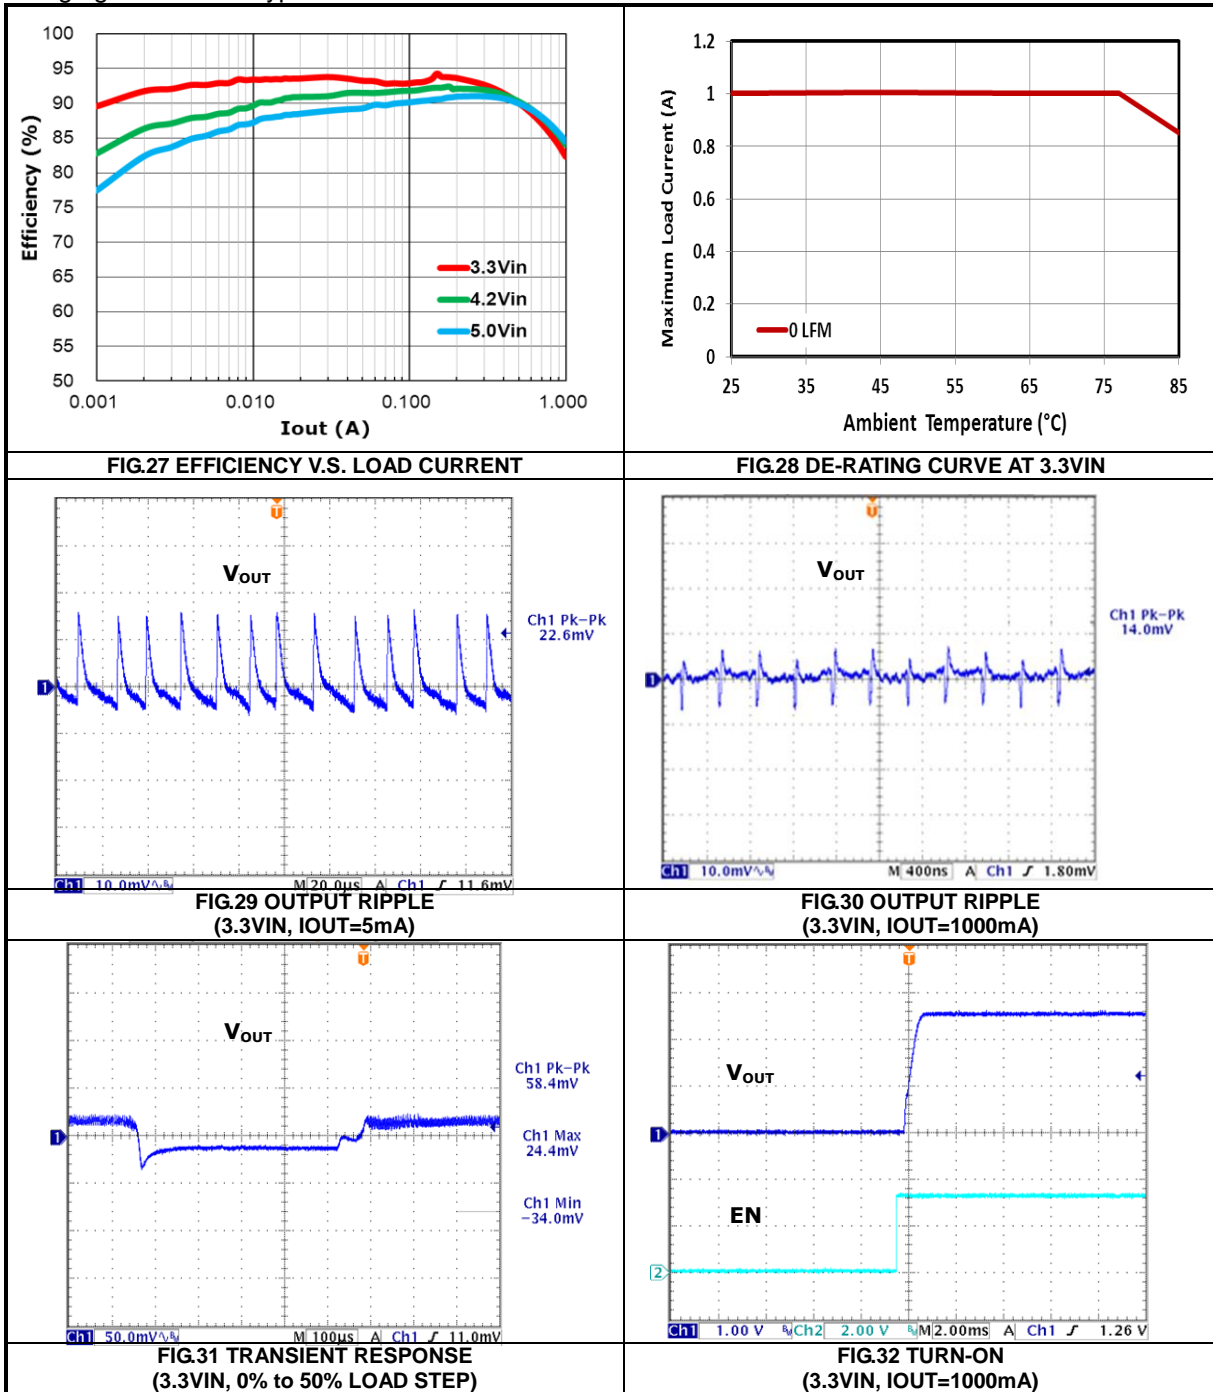 100
95
90
85
80
75
70
65
60
55
50
Efficiency (%)
3.3Vin
4.2Vin
5.0Vin
0.001 0.010 0.100 1.000
Iout (A)
1.2
1
0.8
0.6
0.4
0.2
0
Maximum Load Current (A)
0 LFM
25 35 45 55 65 75 85
Ambient Temperature (°C)
FIG.27 EFFICIENCY V.S. LOAD CURRENT
FIG.28 DE-RATING CURVE AT 3.3VIN
T
VOUT
1
Ch1 Pk-Pk
22.6mV
Ch1 10.0mV M 20.0µs A Ch1 11.6mV
T
VOUT
1
Ch1 Pk-Pk
14.0mV
Ch1 10.0mV M 400ns A Ch1 1.80mV
FIG.29 OUTPUT RIPPLE
(3.3VIN, IOUT=5mA)
FIG.30 OUTPUT RIPPLE
(3.3VIN, IOUT=1000mA)
T
VOUT
1
Ch1 Pk-Pk
58.4mV
Ch1 Max
24.4mV
Ch1 Min
-34.0mV
Ch1 50.0mV M 100µs A Ch1 11.0mV
T
VOUT
1
EN
2
Ch1 1.00 V Ch2 2.00 V M 2.00ms A Ch1 1.26 V
FIG.31 TRANSIENT RESPONSE
(3.3VIN, 0% to 50% LOAD STEP)
FIG.32 TURN-ON
(3.3VIN, IOUT=1000mA)